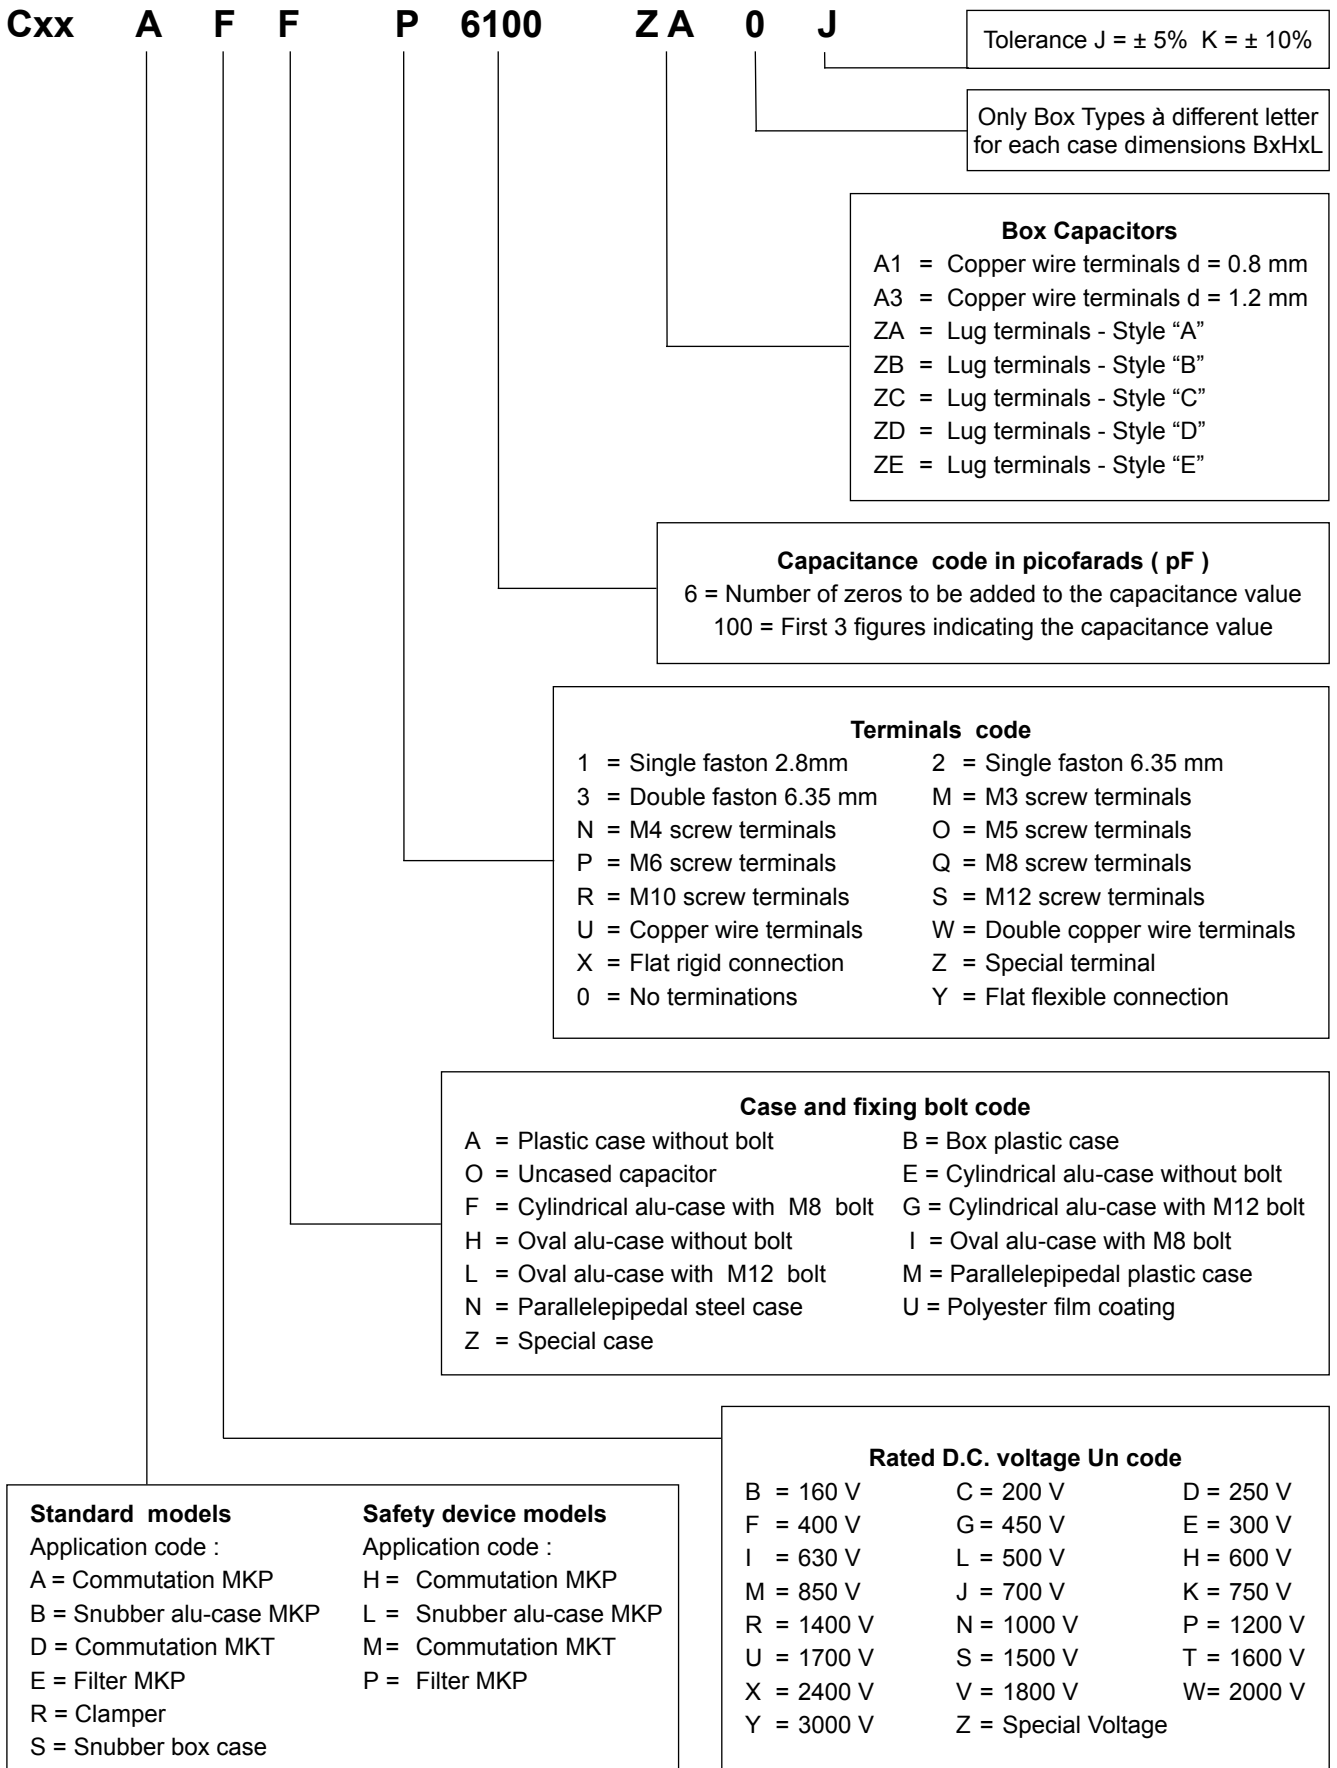 Cxx A F F P 6100 Z A 0 J
Tolerance J = ± 5% K = ± 10%
Only Box Types à different letter
for each case dimensions BxHxL
Box Capacitors
A1 = Copper wire terminals d = 0.8 mm
A3 = Copper wire terminals d = 1.2 mm
ZA = Lug terminals - Style “A”
ZB = Lug terminals - Style “B”
ZC = Lug terminals - Style “C”
ZD = Lug terminals - Style “D”
ZE = Lug terminals - Style “E”
Capacitance code in picofarads ( pF )
6 = Number of zeros to be added to the capacitance value
100 = First 3 figures indicating the capacitance value
Terminals code
1 = Single faston 2.8mm 2 = Single faston 6.35 mm
3 = Double faston 6.35 mm M = M3 screw terminals
N = M4 screw terminals O = M5 screw terminals
P = M6 screw terminals Q = M8 screw terminals
R = M10 screw terminals S = M12 screw terminals
U = Copper wire terminals W = Double copper wire terminals
X = Flat rigid connection Z = Special terminal
0 = No terminations Y = Flat flexible connection
Case and fixing bolt code
A = Plastic case without bolt B = Box plastic case
O = Uncased capacitor E = Cylindrical alu-case without bolt
F = Cylindrical alu-case with M8 bolt G = Cylindrical alu-case with M12 bolt
H = Oval alu-case without bolt I = Oval alu-case with M8 bolt
L = Oval alu-case with M12 bolt M = Parallelepipedal plastic case
N = Parallelepipedal steel case U = Polyester film coating
Z = Special case
Rated D.C. voltage Un code
B = 160 V C = 200 V D = 250 V
F = 400 V G = 450 V E = 300 V
I = 630 V L = 500 V H = 600 V
M = 850 V J = 700 V K = 750 V
R = 1400 V N = 1000 V P = 1200 V
U = 1700 V S = 1500 V T = 1600 V
X = 2400 V V = 1800 V W= 2000 V
Y = 3000 V Z = Special Voltage
Standard models Safety device models
Application code : Application code :
A = Commutation MKP H = Commutation MKP
B = Snubber alu-case MKP L = Snubber alu-case MKP
D = Commutation MKT M = Commutation MKT
E = Filter MKP P = Filter MKP
R = Clamper
S = Snubber box case